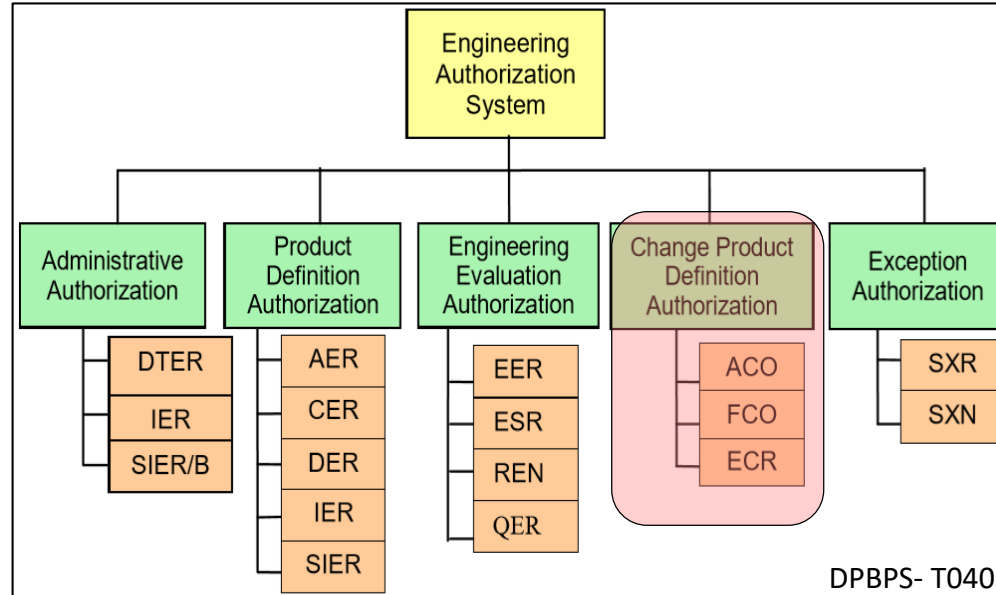 Engineering
Authorization
System
Administrative
Authorization
DTER
IER
SIER/B
Product
Definition
Authorization
AER
CER
DER
IER
SIER
Engineering
Evaluation
Authorization
EER
ESR
REN
QER
Change Product
Definition
Authorization
ACO
FCO
ECR
Exception
Authorization
SXR
SXN
DPBPS- T040